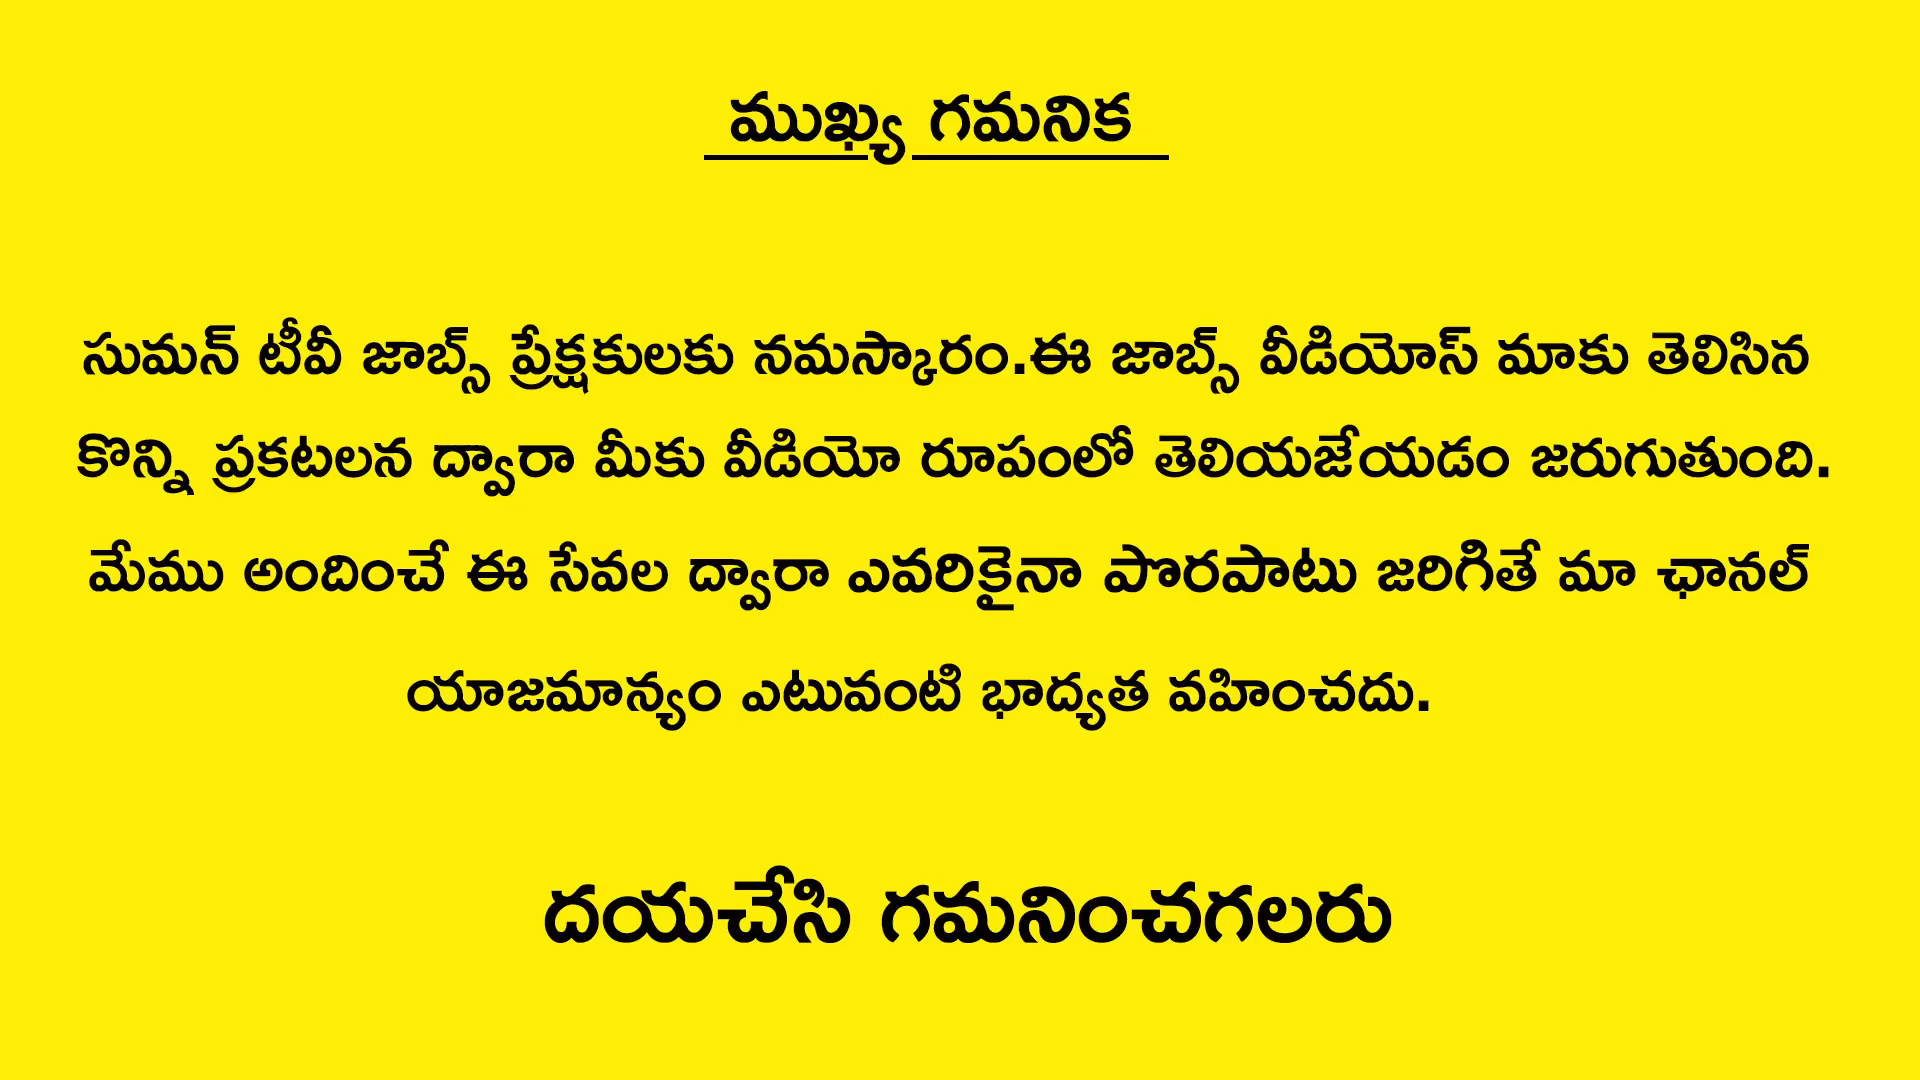 ముఖ్య గమనిక
సుమన్ టీవీ జాబ్స్ ప్రేక్షకులకు నమస్కారం.ఈ జాబ్స్ వీడియోస్ మాకు తెలిసిన
కొన్ని ప్రకటలన ద్వారా మీకు వీడియో రూపంలో తెలియజేయడం జరుగుతుంది.
మేము అందించే ఈ సేవల ద్వారా ఎవరికైనా పొరపాటు జరిగితే మా ఛానల్
యాజమాన్యం ఎటువంటి భాద్యత వహించదు.
దయచేసి గమనించగలరు